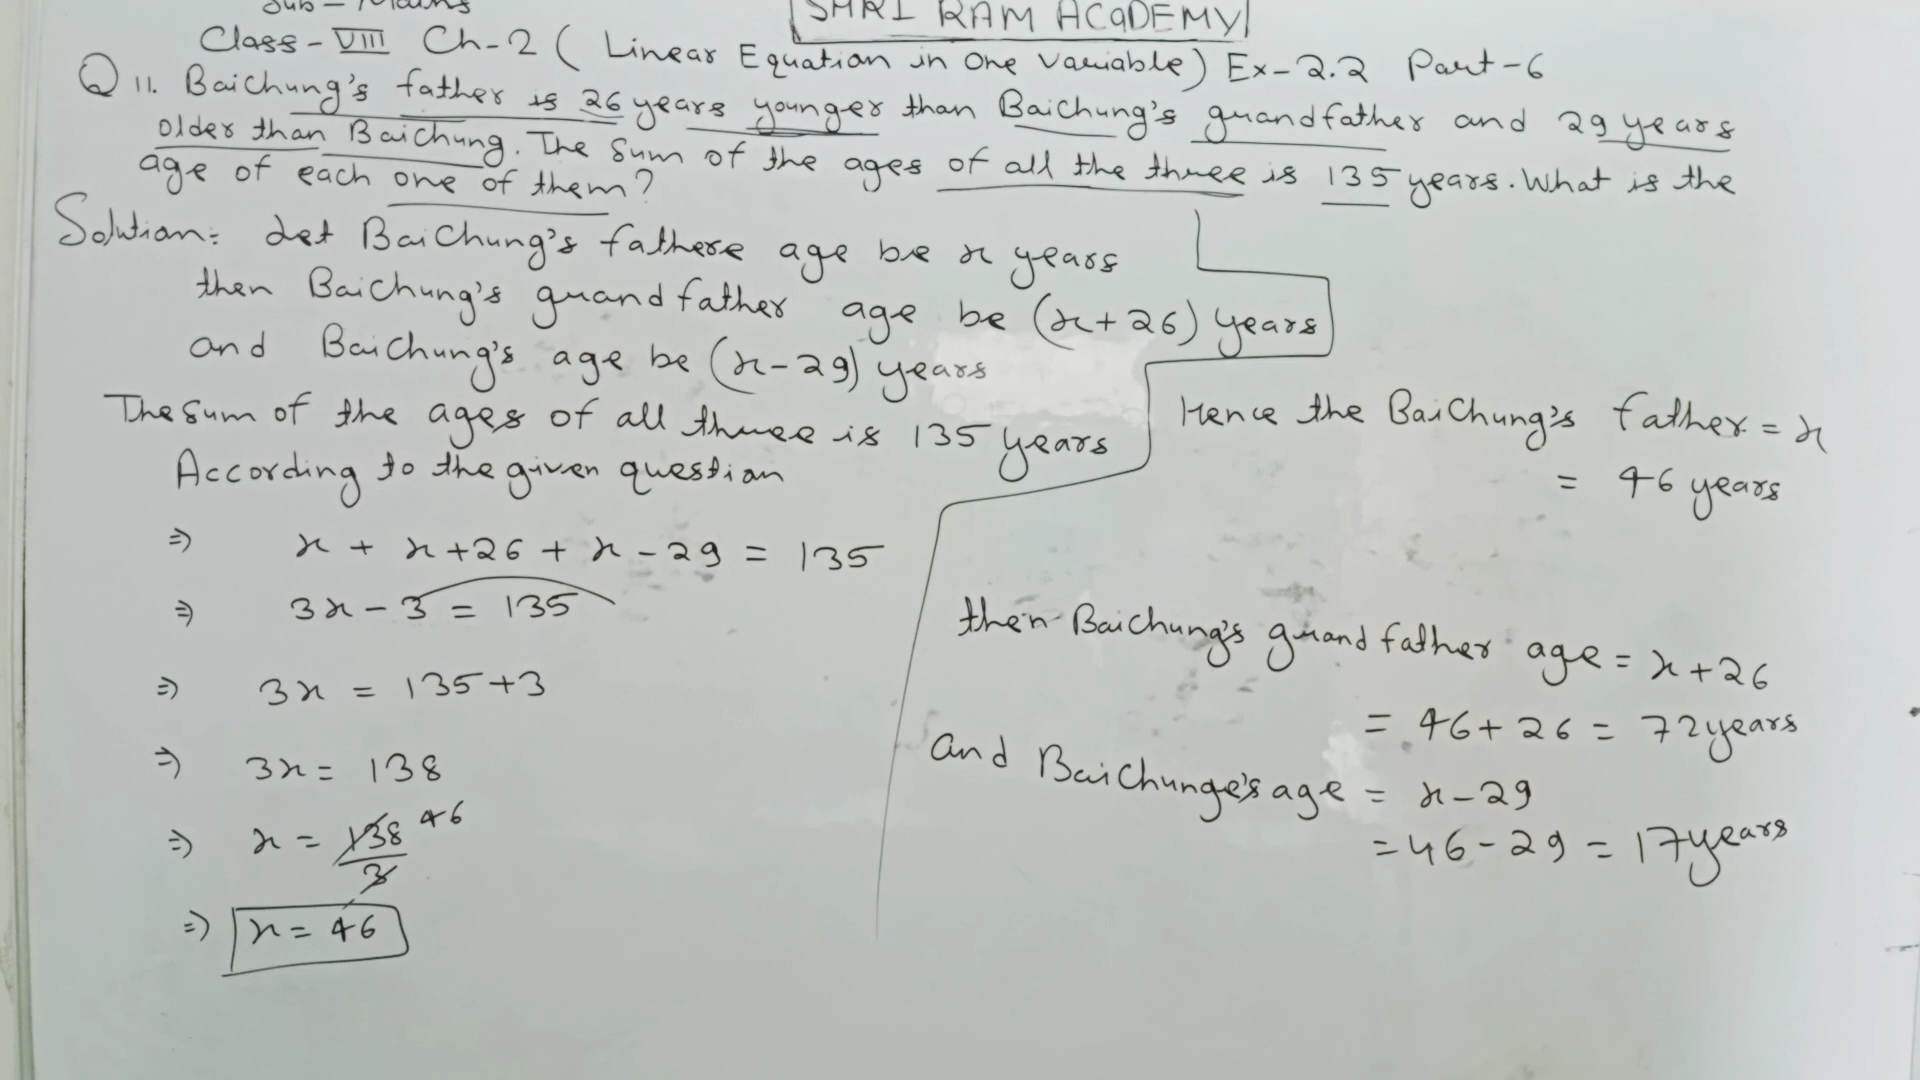 Sub - Maths
SHRI RAM ACADEMY
Class - VIII Ch-2 ( Linear Equation in One Variable) Ex-2.2 Part-6
Q 11. Baichung's father is 26 years younger than Baichung's grandfather and 29 years
older than Baichung. The Sum of the ages of all the three is 135 years. What is the
age of each one of them?
Solution:- Let Baichung's fathere age be x years
then Baichung's grandfather age be (x+26) years
and Baichung's age be (x-29) years
The Sum of the ages of all three is 135 years
According to the given question
⇒ x + x+26 + x - 29 = 135
⇒ 3x - 3 = 135
⇒ 3x = 135+3
⇒ 3x = 138
⇒ x = 138/3 46
⇒ x = 46
Hence the Baichung's father = x
= 46 years
then Baichung's grandfather age = x+26
= 46+26 = 72 years
and Baichunge's age = x-29
= 46-29 = 17 years